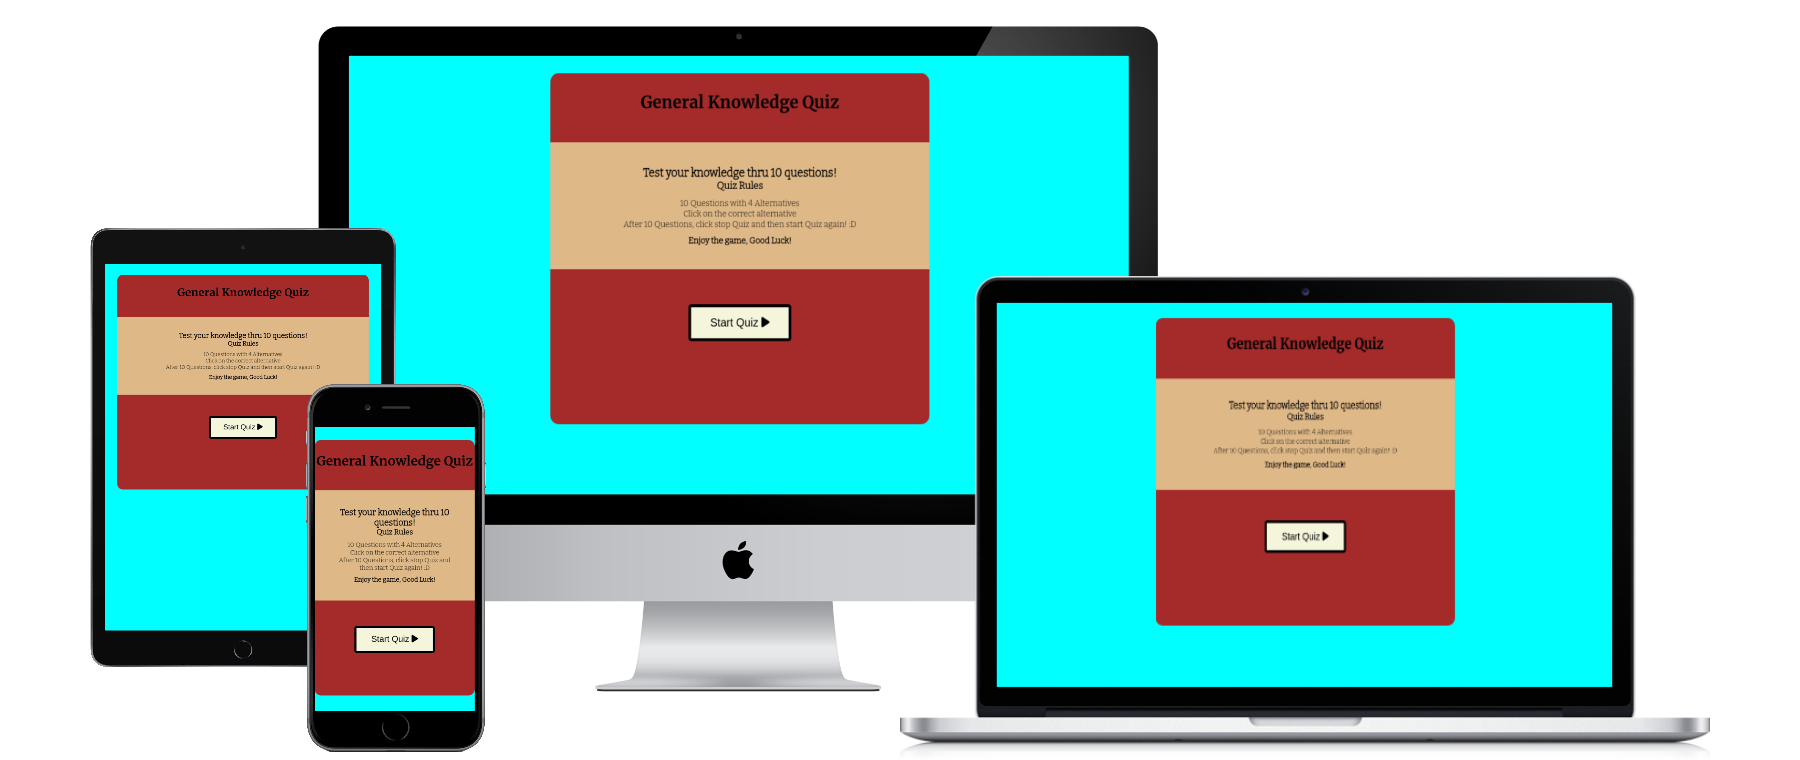 General Knowledge Quiz
Test your knowledge thru 10 questions!
Quiz Rules
10 Questions with 4 Alternatives
Click on the correct alternative
After 10 Questions, click stop Quiz and then start Quiz again! :D
Enjoy the game, Good Luck!
Start Quiz
General Knowledge Quiz
Test your knowledge thru 10 questions!
Quiz Rules
10 Questions with 4 Alternatives
Click on the correct alternative
After 10 Questions, click stop Quiz and then start Quiz again! :D
Enjoy the game, Good Luck!
Start Quiz
General Knowledge Quiz
Test your knowledge thru 10
questions!
Quiz Rules
10 Questions with 4 Alternatives
Click on the correct alternative
After 10 Questions, click stop Quiz and
then start Quiz again! :D
Enjoy the game, Good Luck!
Start Quiz
General Knowledge Quiz
Test your knowledge thru 10 questions!
Quiz Rules
10 Questions with 4 Alternatives
Click on the correct alternative
After 10 Questions, click stop Quiz and then start Quiz again! :D
Enjoy the game, Good Luck!
Start Quiz